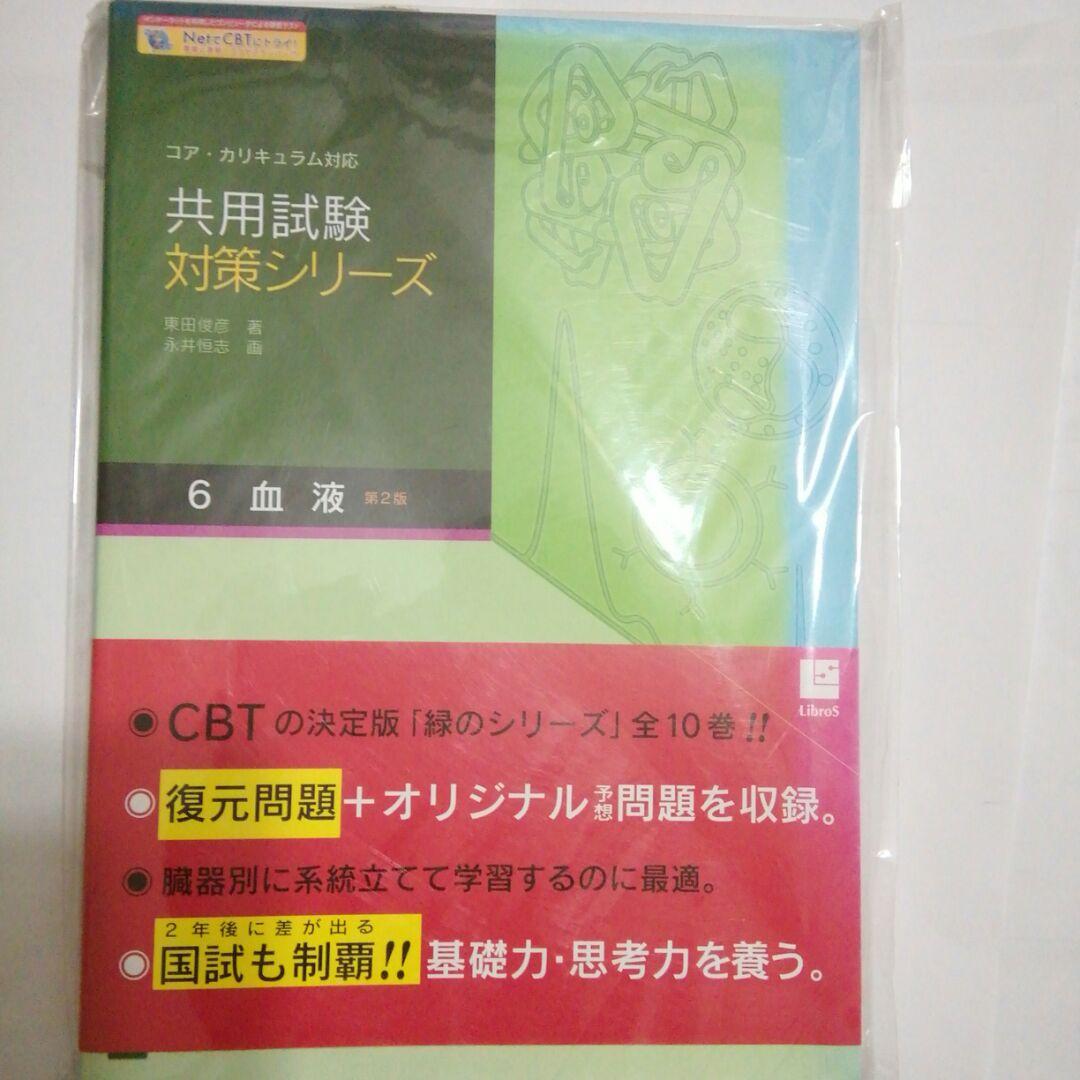 NetでCBTにトライ!
コア・カリキュラム対応
共用試験
対策シリーズ
東田俊彦 著
永井恒志 画
6 血液 第2版
LibroS
◉CBTの決定版「緑のシリーズ」全10巻!!
◉復元問題+オリジナル予想問題を収録。
◉臓器別に系統立てて学習するのに最適。
2年後に差が出る
◉国試も制覇!!基礎力・思考力を養う。